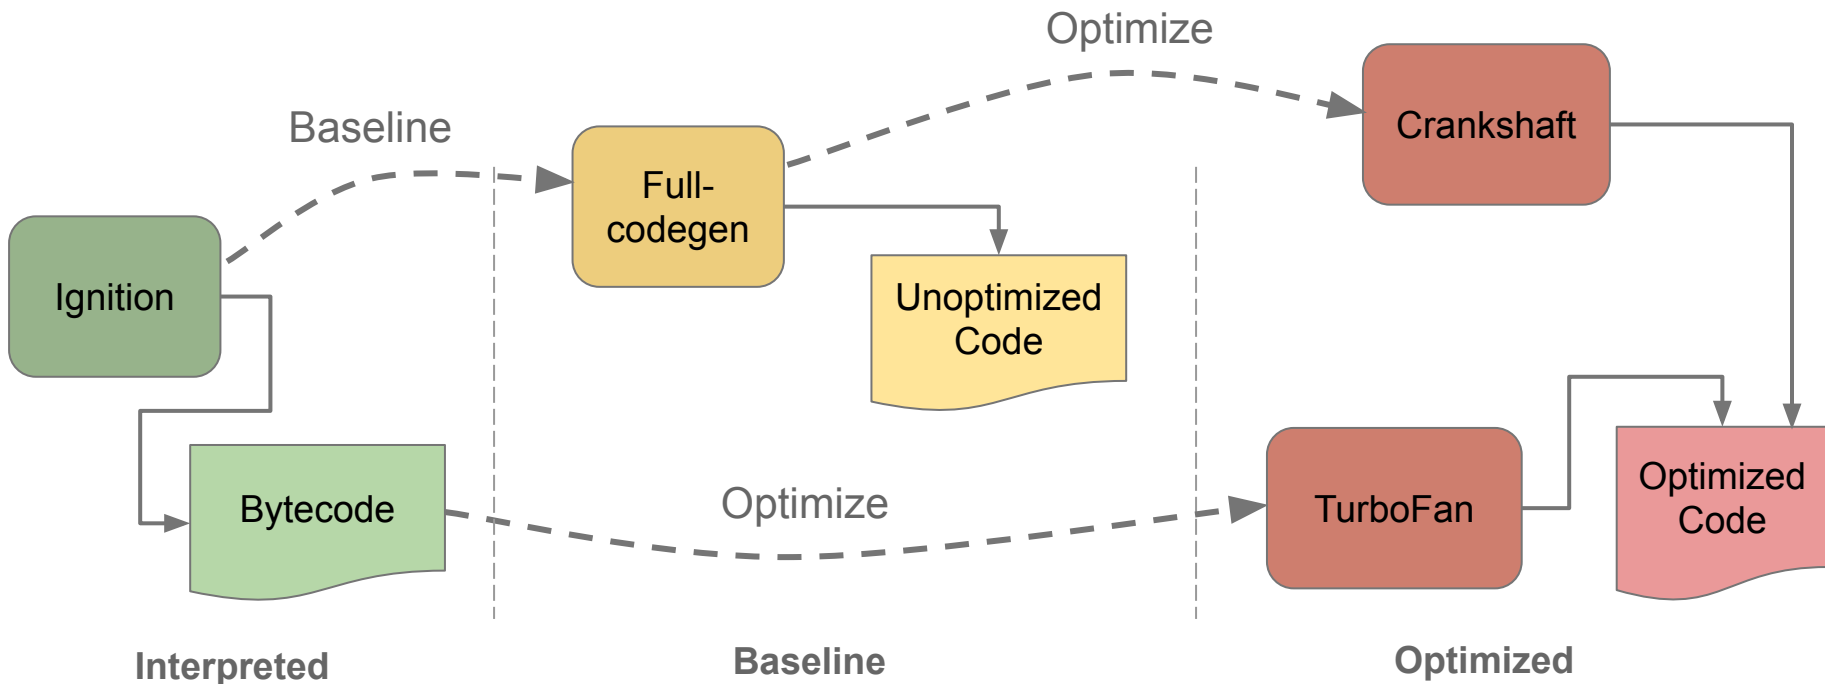 Optimize
Baseline
Crankshaft
Full-
codegen
Ignition
Unoptimized
Code
Bytecode
Optimize
TurboFan
Optimized
Code
Interpreted
Baseline
Optimized